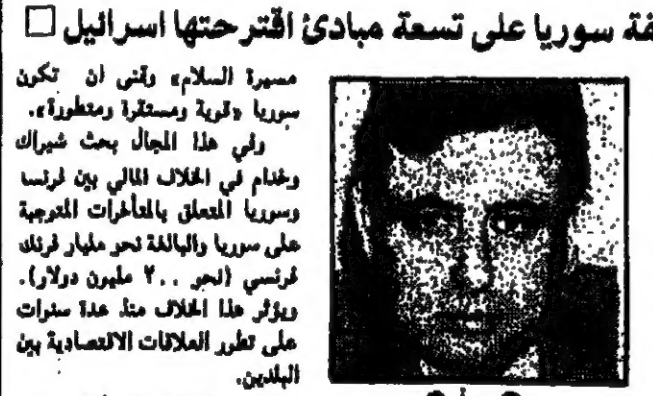 فة سوريا على تسعة مبادئ اقترحتها اسرائيل □
مسيرة السلام» وتمنى ان تكون
سوريا «قوية ومستقرة ومتطورة».
وفي هذا المجال بحث شيراك
وخدام في الخلاف المالي بين فرنسا
وسوريا المتعلق بالمتأخرات المتوجبة
على سوريا والبالغة نحو مليار فرنك
فرنسي (نحو ٢٠٠ مليون دولار).
ويؤثر هذا الخلاف منذ عدة سنوات
على تطور العلاقات الاقتصادية بين
البلدين.